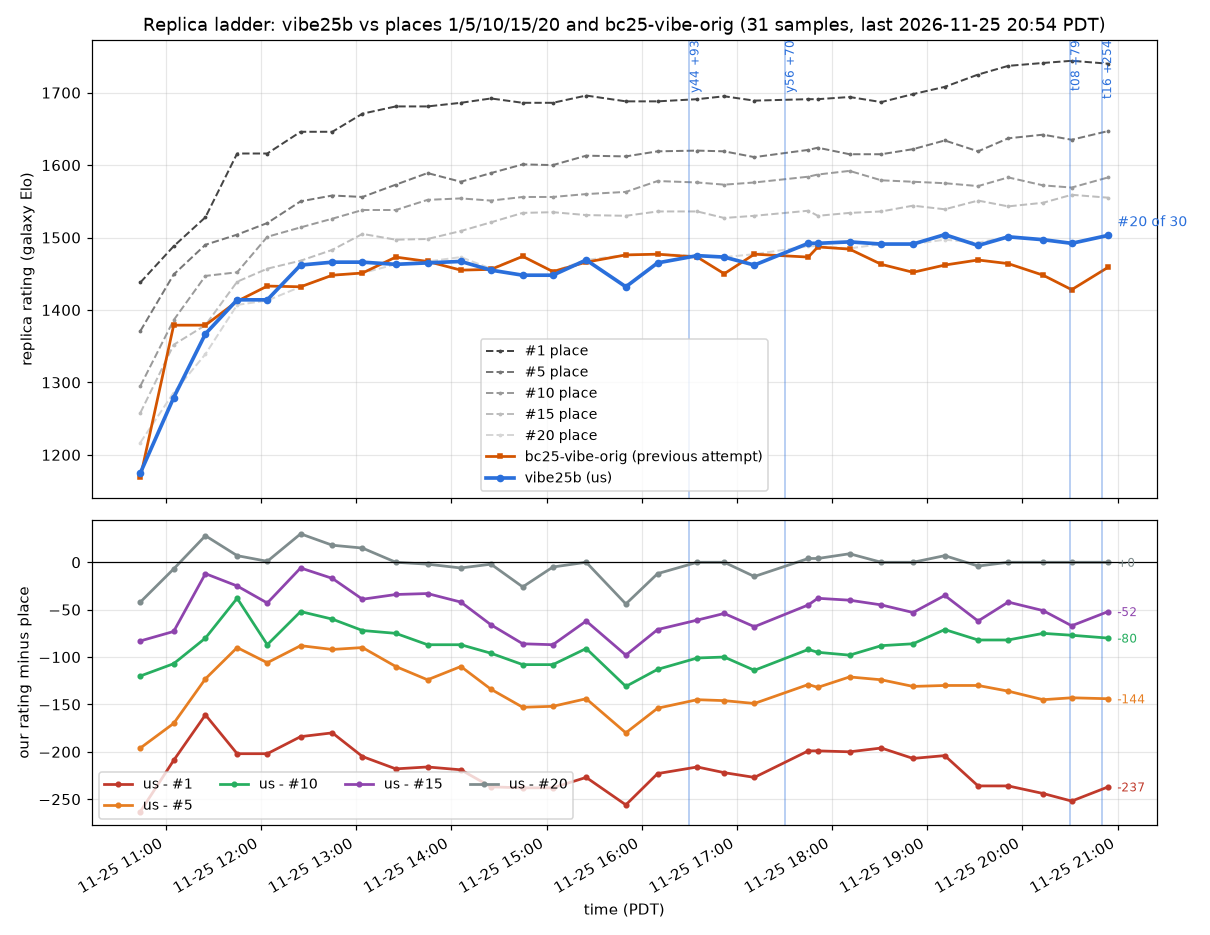 Replica ladder: vibe25b vs places 1/5/10/15/20 and bc25-vibe-orig (31 samples, last 2026-11-25 20:54 PDT)
replica rating (galaxy Elo)
1700
1600
1500
1400
1300
1200
y44 +93
y56 +70
t08 +79
t16 +254
#20 of 30
#1 place
#5 place
#10 place
#15 place
#20 place
bc25-vibe-orig (previous attempt)
vibe25b (us)
our rating minus place
0
−50
−100
−150
−200
−250
+0
-52
-80
-144
-237
us - #1
us - #5
us - #10
us - #15
us - #20
11-25 11:00
11-25 12:00
11-25 13:00
11-25 14:00
11-25 15:00
11-25 16:00
11-25 17:00
11-25 18:00
11-25 19:00
11-25 20:00
11-25 21:00
time (PDT)